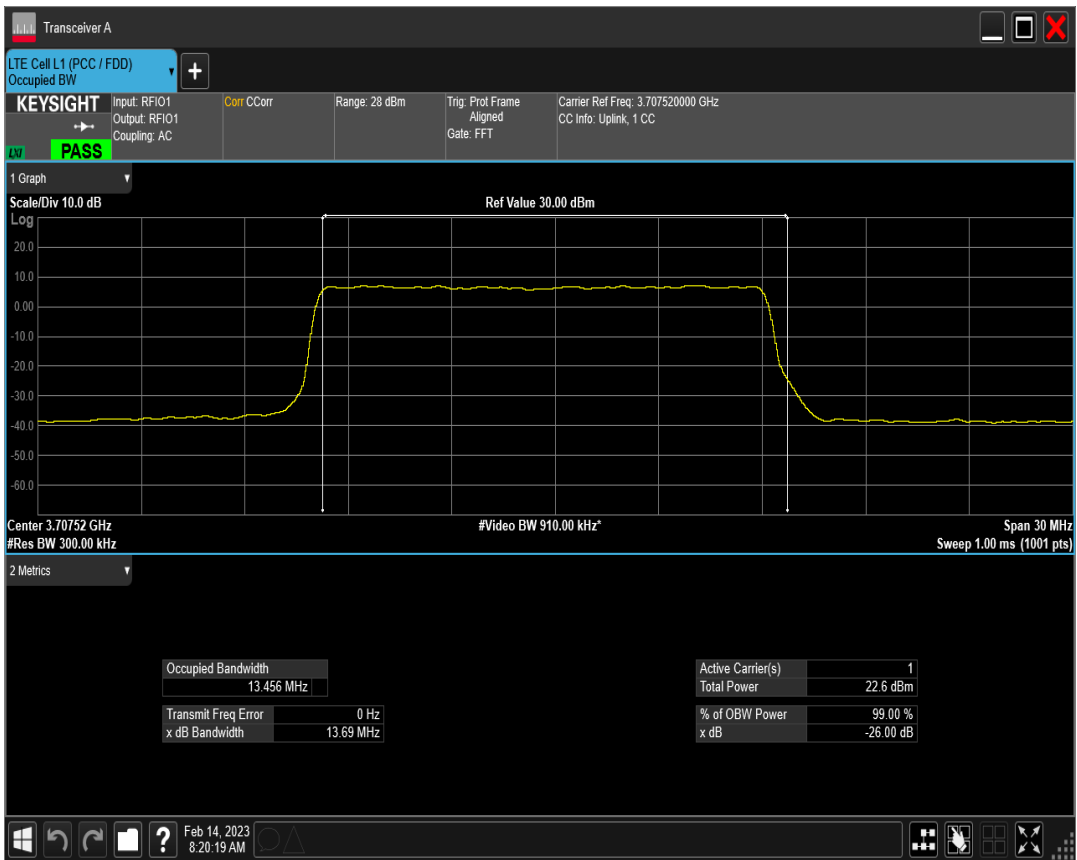 Transceiver A
LTE Cell L1 (PCC / FDD)
Occupied BW
+
KEYSIGHT
LXI
PASS
Input: RFIO1
Output: RFIO1
Coupling: AC
Corr CCorr
Range: 28 dBm
Trig: Prot Frame
Aligned
Gate: FFT
Carrier Ref Freq: 3.707520000 GHz
CC Info: Uplink, 1 CC
1 Graph
Scale/Div 10.0 dB
Ref Value 30.00 dBm
Log
20.0
10.0
0.00
-10.0
-20.0
-30.0
-40.0
-50.0
-60.0
Center 3.70752 GHz
#Video BW 910.00 kHz*
Span 30 MHz
#Res BW 300.00 kHz
Sweep 1.00 ms (1001 pts)
2 Metrics
Occupied Bandwidth
13.456 MHz
Transmit Freq Error 0 Hz
x dB Bandwidth 13.69 MHz
Active Carrier(s) 1
Total Power 22.6 dBm
% of OBW Power 99.00 %
x dB -26.00 dB
?
Feb 14, 2023
8:20:19 AM